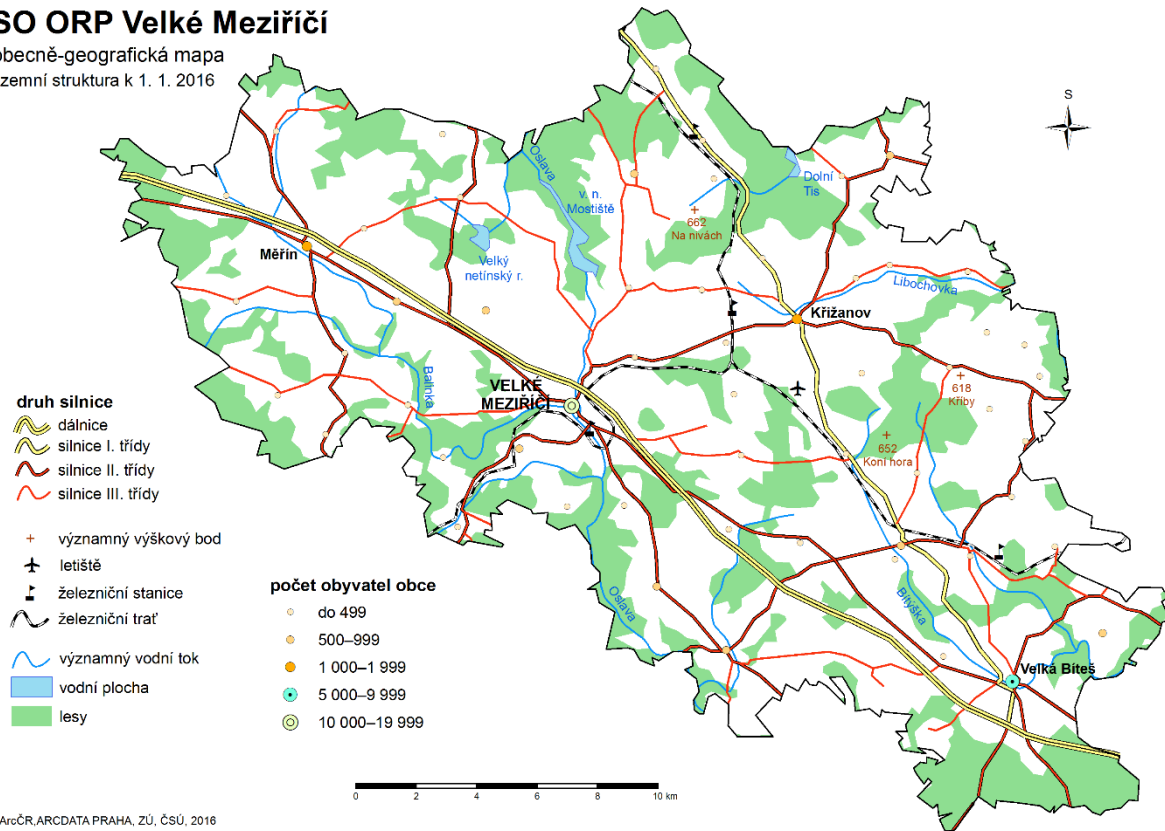 SO ORP Velké Meziříčí
obecně-geografická mapa
zemní struktura k 1. 1. 2016
S
Oslava
v. n.
Mostiště
Dolní
Tis
662
Na nivách
Měřín
Velký
netínský r.
Libochovka
Křižanov
Balinka
VELKÉ
MEZIŘÍČÍ
618
Křiby
652
Koní hora
druh silnice
dálnice
silnice I. třídy
silnice II. třídy
silnice III. třídy
významný výškový bod
letiště
železniční stanice
železniční trať
významný vodní tok
vodní plocha
lesy
počet obyvatel obce
do 499
500–999
1 000–1 999
5 000–9 999
10 000–19 999
Oslava
Bítýška
Velká Bíteš
0 2 4 6 8 10 km
ArcČR,ARCDATA PRAHA, ZÚ, ČSÚ, 2016